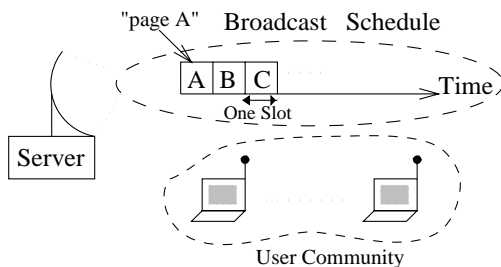 "page A" Broadcast Schedule
A B C
Time
One Slot
Server
User Community